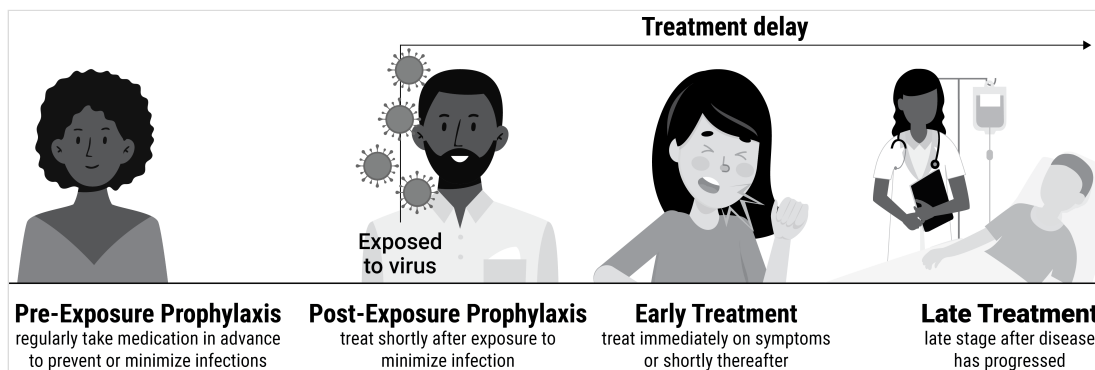 Treatment delay
Exposed
to virus
Pre-Exposure Prophylaxis
regularly take medication in advance
to prevent or minimize infections
Post-Exposure Prophylaxis
treat shortly after exposure to
minimize infection
Early Treatment
treat immediately on symptoms
or shortly thereafter
Late Treatment
late stage after disease
has progressed